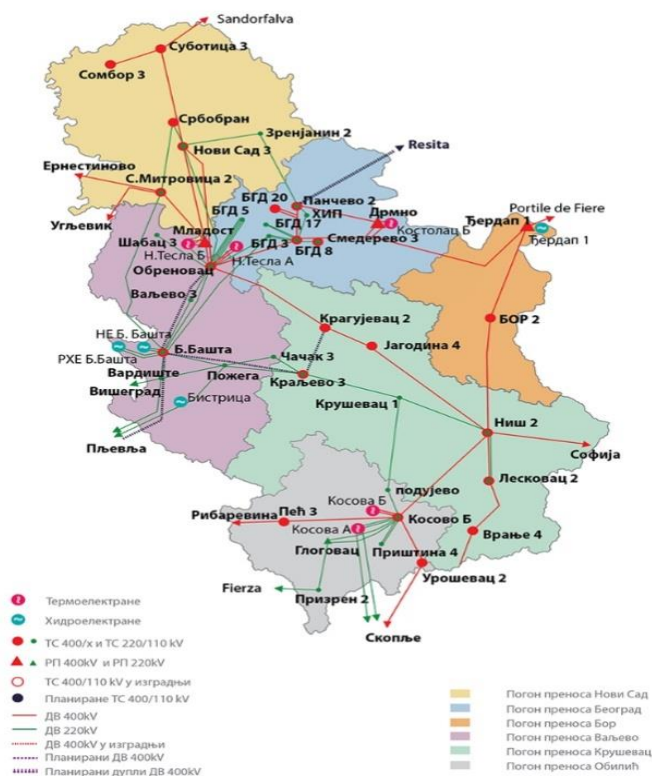 Sandorfalva
Суботица 3
Сомбор 3
Србобран
Зрењанин 2
Нови Сад 3
Resita
Ернестиново
С.Митровица 2
Панчево 2
БГД 20
БГД 5
ХИП
Дрмно
Portile de Fiere
Угљевик
Младост
БГД 17
Костолац Б
Ђердап 1
Шабац 3
БГД 3
Смедерево 3
Ђердап 1
Н.Тесла Б
Н.Тесла А
БГД 8
Обреновац
Ваљево 3
Крагујевац 2
БОР 2
НЕ Б. Башта
Јагодина 4
РХЕ Б.Башта
Б.Башта
Чачак 3
Вардиште
Пожега
Краљево 3
Вишеград
Бистрица
Крушевац 1
Ниш 2
Пљевља
Софија
Лесковац 2
подујево
Косова Б
Рибаревина
Пећ 3
Косово Б
Косова А
Врање 4
Глоговац
Приштина 4
Урошевац 2
Fierza
Призрен 2
Скопље
Термоелектране
Хидроелектране
ТС 400/x и ТС 220/110 kV
РП 400kV и РП 220kV
ТС 400/110 kV у изградњи
Планиране ТС 400/110 kV
ДВ 400kV
ДВ 220kV
ДВ 400kV у изградњи
Планирани ДВ 400kV
Планирани дупли ДВ 400kV
Погон преноса Нови Сад
Погон преноса Београд
Погон преноса Бор
Погон преноса Ваљево
Погон преноса Крушевац
Погон преноса Обилић